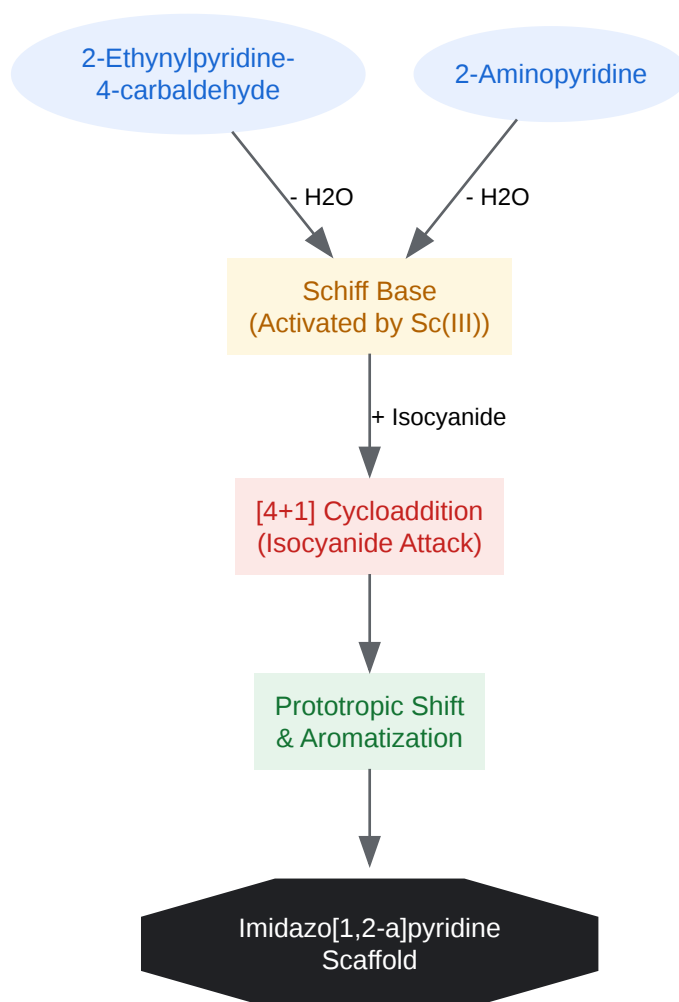 2-Ethynylpyridine-
4-carbaldehyde
2-Aminopyridine
- H2O
- H2O
Schiff Base
(Activated by Sc(III))
+ Isocyanide
[4+1] Cycloaddition
(Isocyanide Attack)
Prototropic Shift
& Aromatization
Imidazo[1,2-a]pyridine
Scaffold